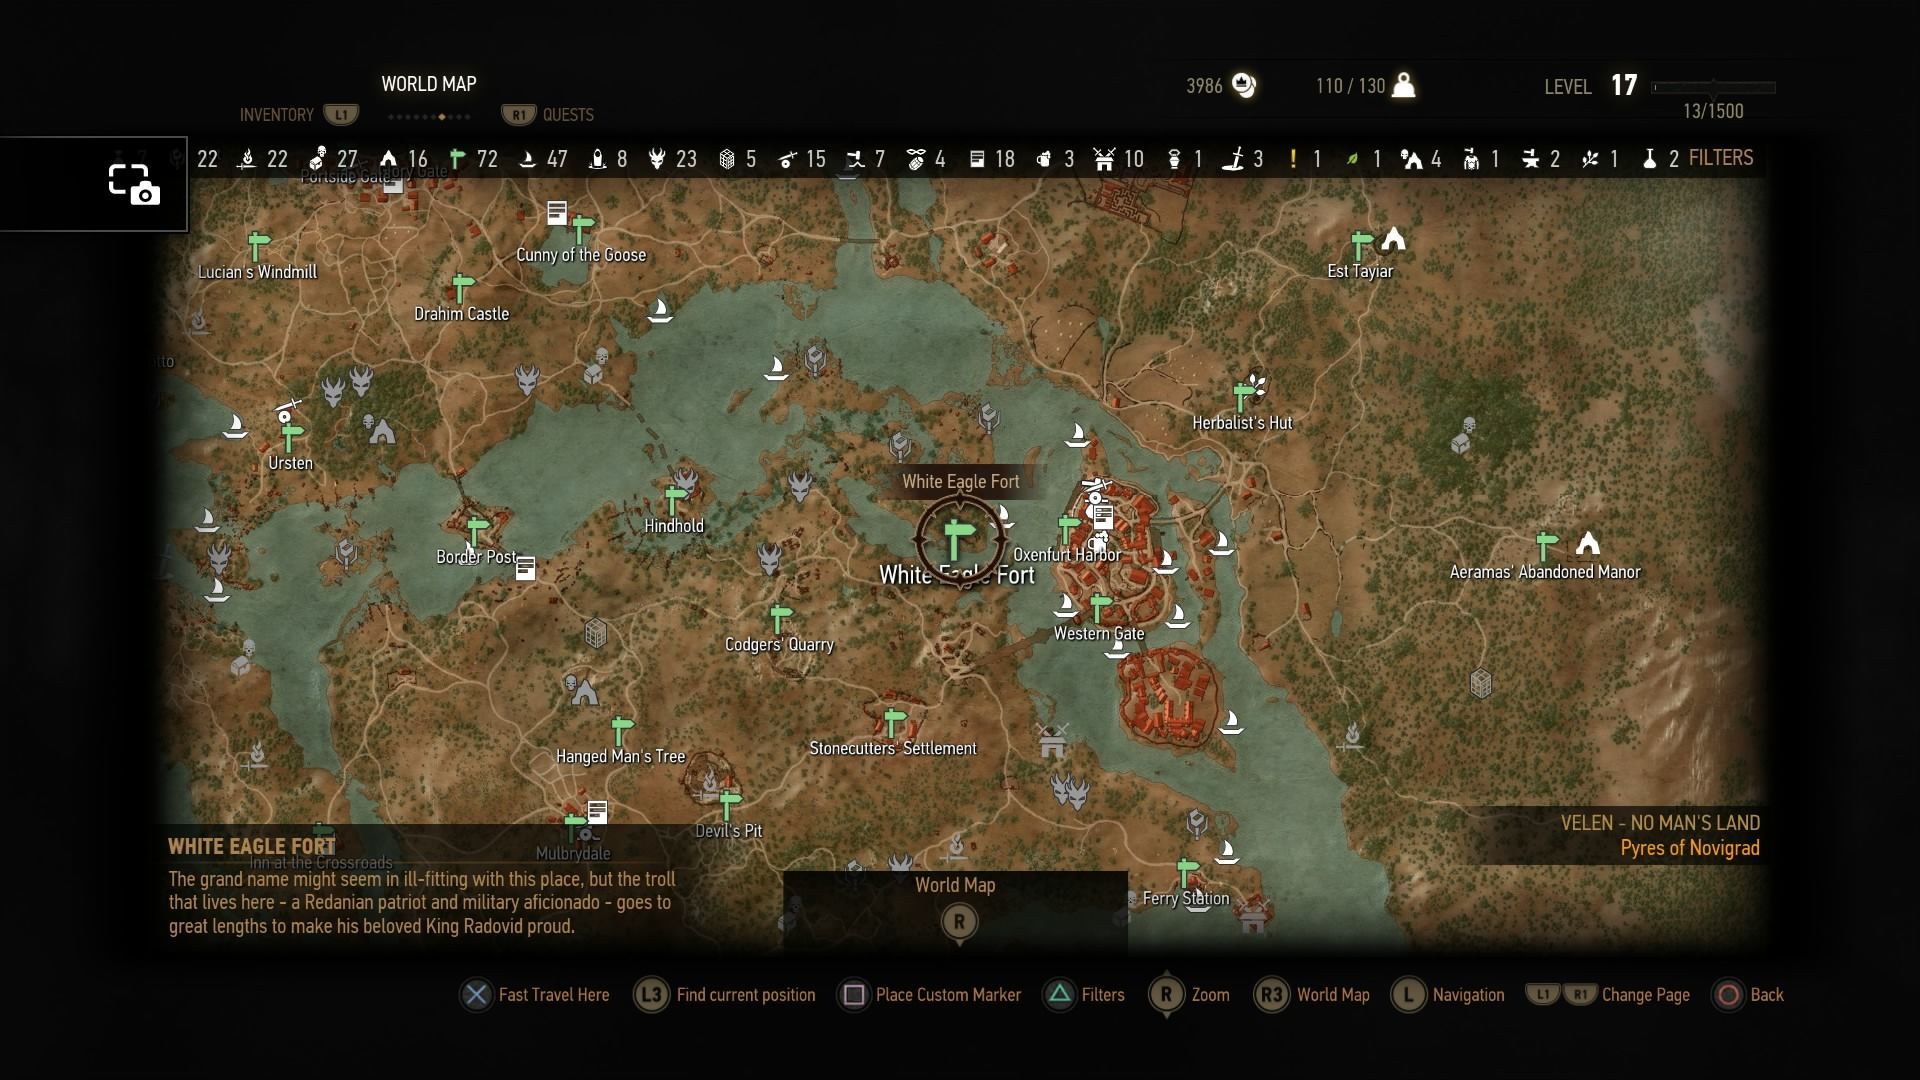 WORLD MAP
3986
110 / 130
LEVEL 17
INVENTORY L1
R1 QUESTS
13/1500
22 22 27 16 72 47 8 23 5 15 7 4 18 3 10 1 3 1 1 4 1 2 1 2 FILTERS
Portside Gate
Cunny of the Goose
Lucian's Windmill
Est Tayiar
Drahim Castle
Herbalist's Hut
Ursten
White Eagle Fort
Hindhold
Border Post
Oxenfurt Harbor
White Eagle Fort
Aeramas' Abandoned Manor
Western Gate
Codgers' Quarry
Stonecutters' Settlement
Hanged Man's Tree
Devil's Pit
VELEN - NO MAN'S LAND
Pyres of Novigrad
Mulbrydale
WHITE EAGLE FORT
Inn at the Crossroads
The grand name might seem in ill-fitting with this place, but the troll
that lives here - a Redanian patriot and military aficionado - goes to
great lengths to make his beloved King Radovid proud.
World Map
R
Ferry Station
Fast Travel Here L3 Find current position Place Custom Marker Filters R Zoom R3 World Map L Navigation L1 R1 Change Page Back